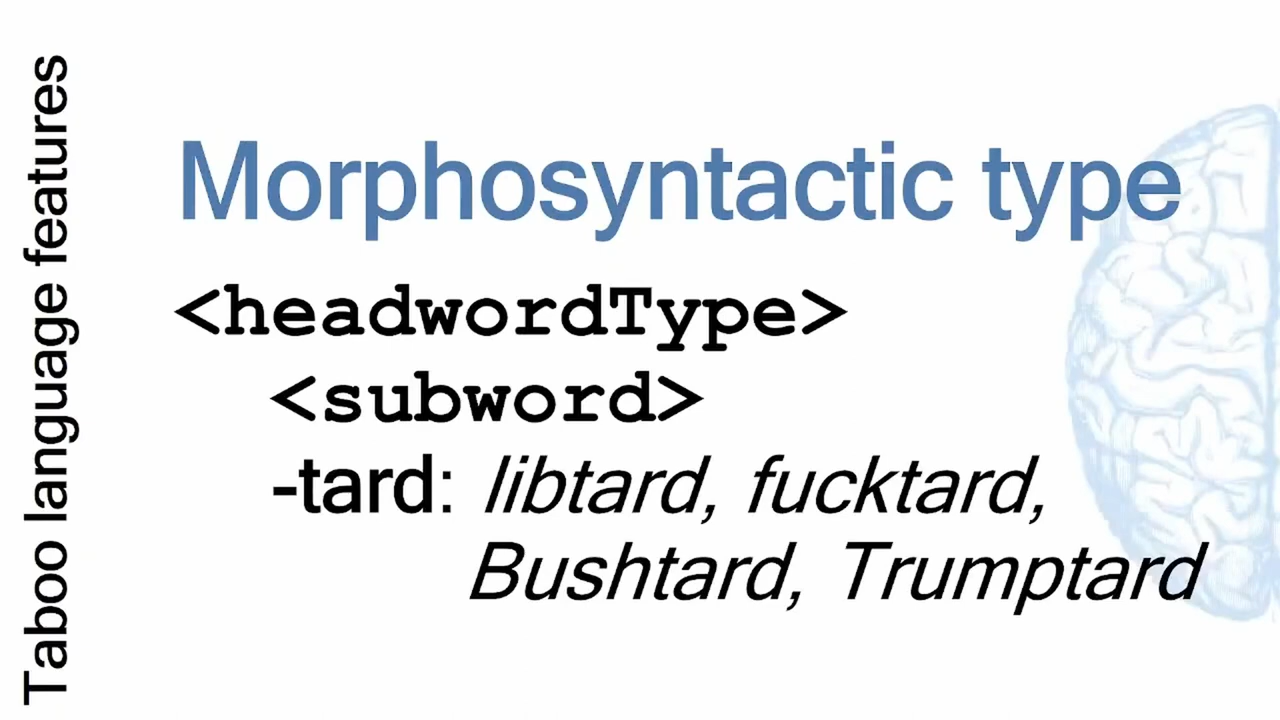 Taboo language features
Morphosyntactic type
<headwordType>
<subword>
-tard: libtard, fucktard,
Bushtard, Trumptard